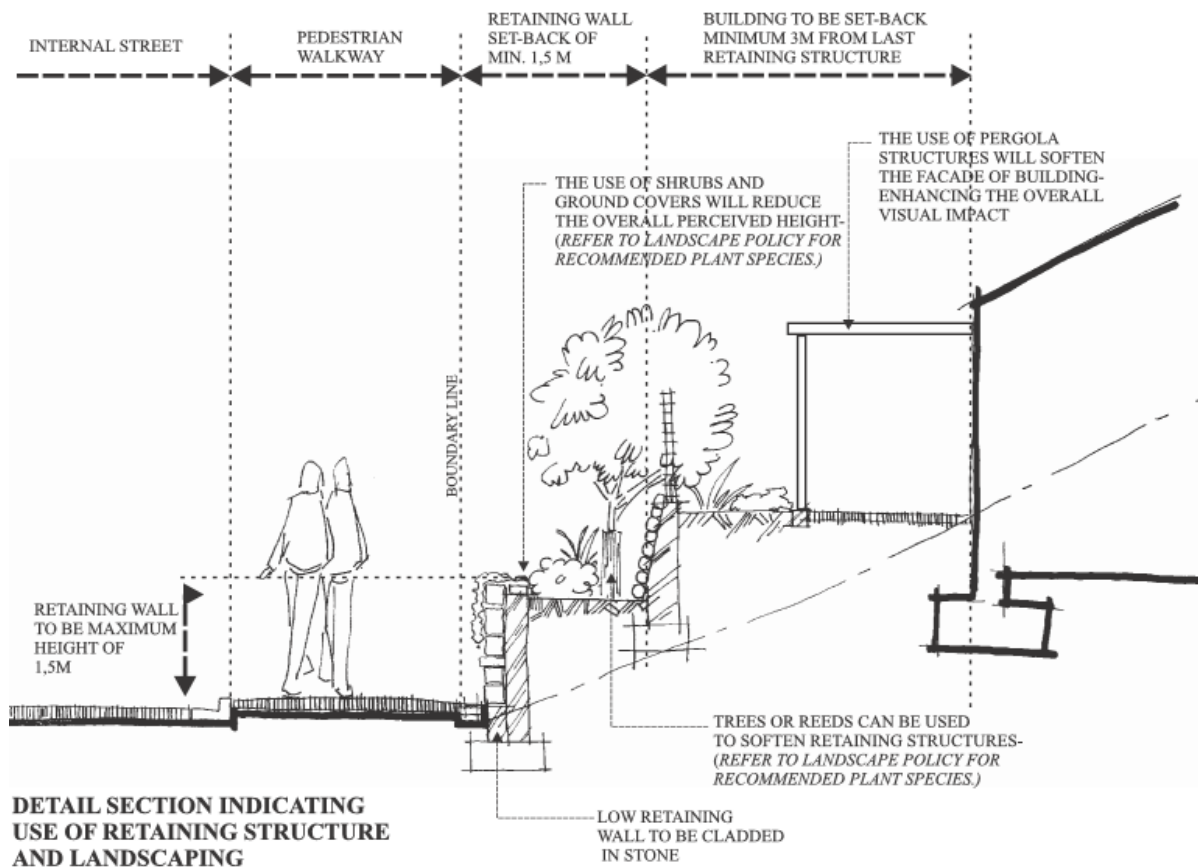 INTERNAL STREET
PEDESTRIAN
WALKWAY
RETAINING WALL
SET-BACK OF
MIN. 1,5 M
BUILDING TO BE SET-BACK
MINIMUM 3M FROM LAST
RETAINING STRUCTURE
THE USE OF PERGOLA
STRUCTURES WILL SOFTEN
THE FACADE OF BUILDING-
ENHANCING THE OVERALL
VISUAL IMPACT
THE USE OF SHRUBS AND
GROUND COVERS WILL REDUCE
THE OVERALL PERCEIVED HEIGHT-
(REFER TO LANDSCAPE POLICY FOR
RECOMMENDED PLANT SPECIES.)
BOUNDARY LINE
RETAINING WALL
TO BE MAXIMUM
HEIGHT OF
1,5M
TREES OR REEDS CAN BE USED
TO SOFTEN RETAINING STRUCTURES-
(REFER TO LANDSCAPE POLICY FOR
RECOMMENDED PLANT SPECIES.)
LOW RETAINING
WALL TO BE CLADDED
IN STONE
DETAIL SECTION INDICATING
USE OF RETAINING STRUCTURE
AND LANDSCAPING